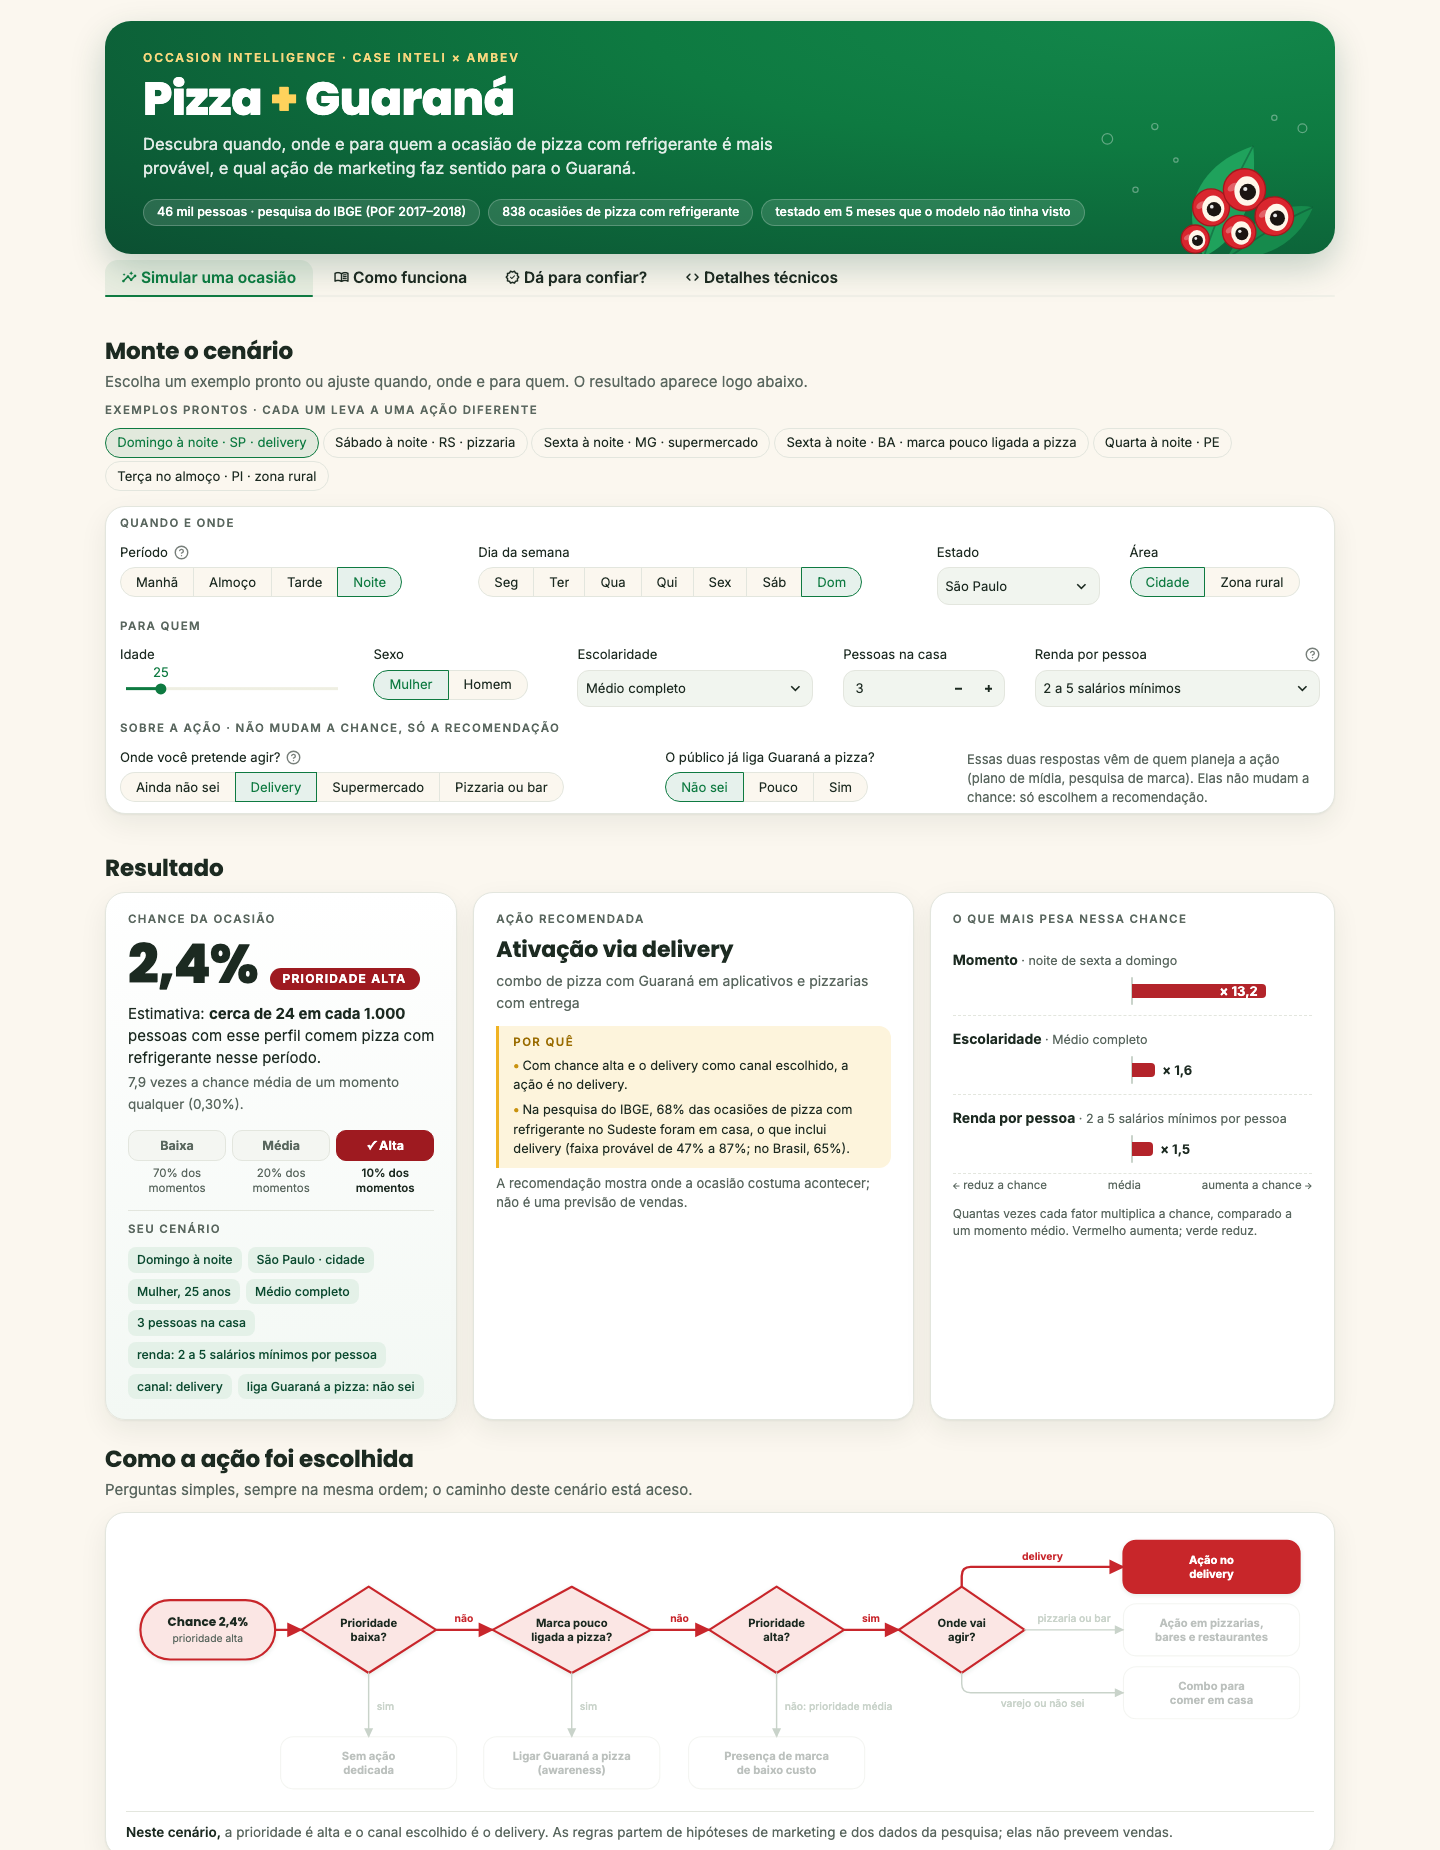 OCCASION INTELLIGENCE · CASE INTELI × AMBEV
Pizza + Guaraná
Descubra quando, onde e para quem a ocasião de pizza com refrigerante é mais
provável, e qual ação de marketing faz sentido para o Guaraná.
46 mil pessoas · pesquisa do IBGE (POF 2017–2018)
838 ocasiões de pizza com refrigerante
testado em 5 meses que o modelo não tinha visto
Simular uma ocasião
Como funciona
Dá para confiar?
Detalhes técnicos
Monte o cenário
Escolha um exemplo pronto ou ajuste quando, onde e para quem. O resultado aparece logo abaixo.
EXEMPLOS PRONTOS · CADA UM LEVA A UMA AÇÃO DIFERENTE
Domingo à noite · SP · delivery
Sábado à noite · RS · pizzaria
Sexta à noite · MG · supermercado
Sexta à noite · BA · marca pouco ligada a pizza
Quarta à noite · PE
Terça no almoço · PI · zona rural
QUANDO E ONDE
Período ?
Dia da semana
Estado
Área
Manhã Almoço Tarde Noite
Seg Ter Qua Qui Sex Sáb Dom
São Paulo
Cidade Zona rural
PARA QUEM
Idade
Sexo
Escolaridade
Pessoas na casa
Renda por pessoa ?
25
Mulher Homem
Médio completo
3 − +
2 a 5 salários mínimos
SOBRE A AÇÃO · NÃO MUDAM A CHANCE, SÓ A RECOMENDAÇÃO
Onde você pretende agir? ?
O público já liga Guaraná a pizza?
Ainda não sei Delivery Supermercado Pizzaria ou bar
Não sei Pouco Sim
Essas duas respostas vêm de quem planeja a ação
(plano de mídia, pesquisa de marca). Elas não mudam a
chance: só escolhem a recomendação.
Resultado
CHANCE DA OCASIÃO
2,4% PRIORIDADE ALTA
Estimativa: cerca de 24 em cada 1.000
pessoas com esse perfil comem pizza com
refrigerante nesse período.
7,9 vezes a chance média de um momento
qualquer (0,30%).
Baixa Média ✓ Alta
70% dos momentos
20% dos momentos
10% dos momentos
SEU CENÁRIO
Domingo à noite São Paulo · cidade
Mulher, 25 anos Médio completo
3 pessoas na casa
renda: 2 a 5 salários mínimos por pessoa
canal: delivery liga Guaraná a pizza: não sei
AÇÃO RECOMENDADA
Ativação via delivery
combo de pizza com Guaraná em aplicativos e pizzarias
com entrega
POR QUÊ
• Com chance alta e o delivery como canal escolhido, a
ação é no delivery.
• Na pesquisa do IBGE, 68% das ocasiões de pizza com
refrigerante no Sudeste foram em casa, o que inclui
delivery (faixa provável de 47% a 87%; no Brasil, 65%).
A recomendação mostra onde a ocasião costuma acontecer;
não é uma previsão de vendas.
O QUE MAIS PESA NESSA CHANCE
Momento · noite de sexta a domingo
× 13,2
Escolaridade · Médio completo
× 1,6
Renda por pessoa · 2 a 5 salários mínimos por pessoa
× 1,5
← reduz a chance média aumenta a chance →
Quantas vezes cada fator multiplica a chance, comparado a
um momento médio. Vermelho aumenta; verde reduz.
Como a ação foi escolhida
Perguntas simples, sempre na mesma ordem; o caminho deste cenário está aceso.
Chance 2,4%
prioridade alta
Prioridade
baixa?
não
Marca pouco
ligada a pizza?
não
Prioridade
alta?
sim
Onde vai
agir?
delivery
Ação no
delivery
pizzaria ou bar
Ação em pizzarias,
bares e restaurantes
varejo ou não sei
Combo para
comer em casa
sim
Sem ação
dedicada
sim
Ligar Guaraná a pizza
(awareness)
não: prioridade média
Presença de marca
de baixo custo
Neste cenário, a prioridade é alta e o canal escolhido é o delivery. As regras partem de hipóteses de marketing e dos dados da pesquisa; elas não preveem vendas.